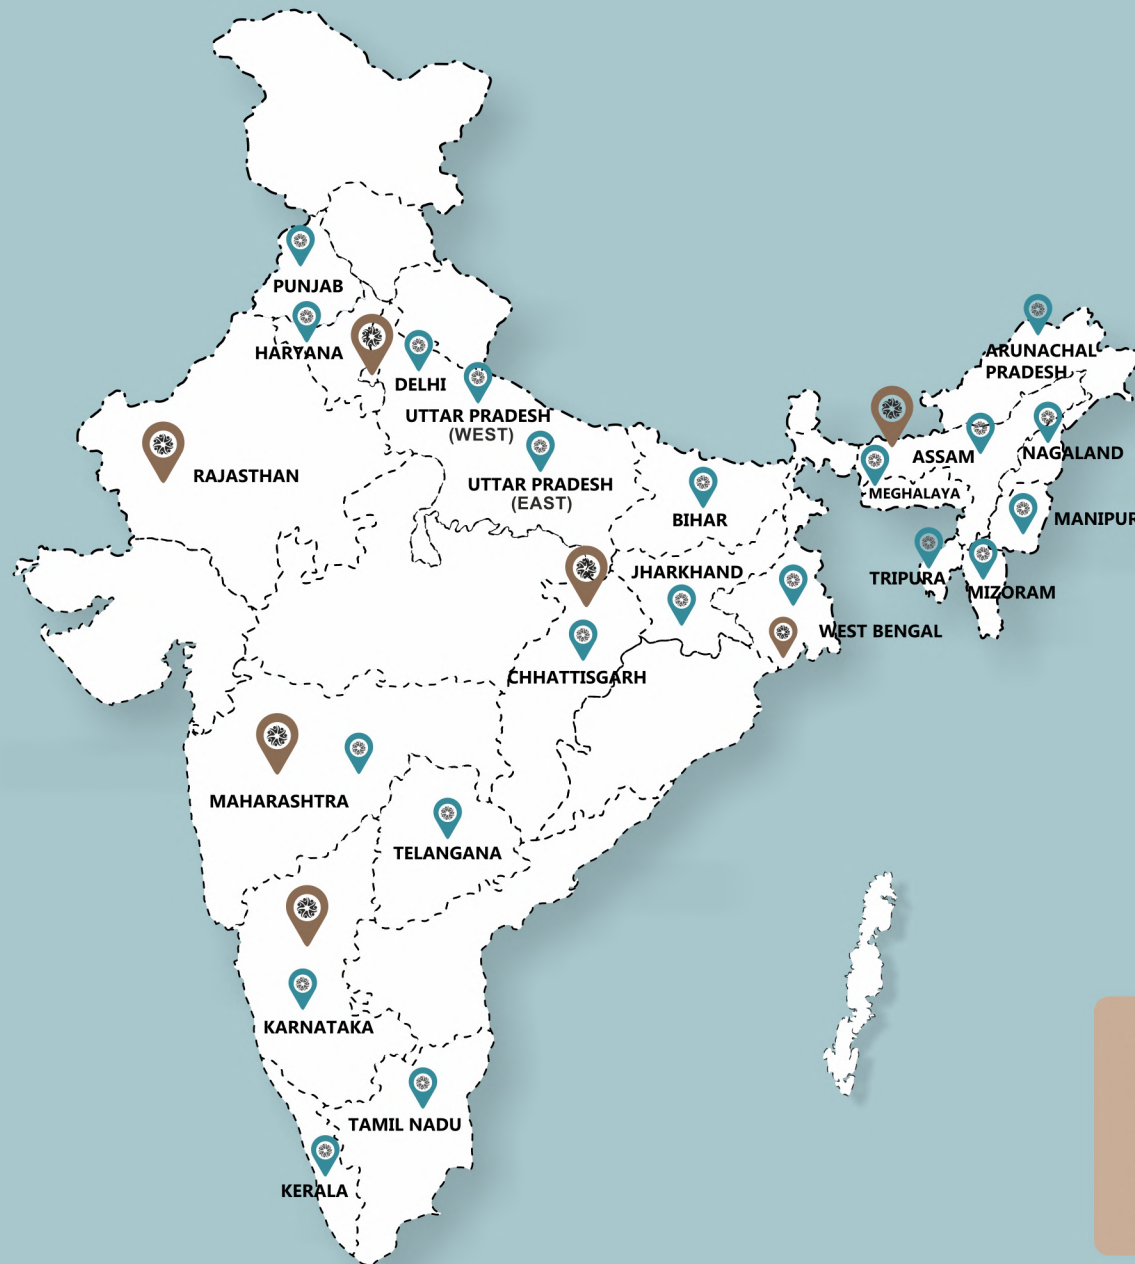 PUNJAB
HARYANA
DELHI
UTTAR PRADESH
(WEST)
RAJASTHAN
UTTAR PRADESH
(EAST)
BIHAR
JHARKHAND
WEST BENGAL
CHHATTISGARH
ARUNACHAL
PRADESH
ASSAM
NAGALAND
MEGHALAYA
MANIPUR
TRIPURA
MIZORAM
MAHARASHTRA
TELANGANA
KARNATAKA
TAMIL NADU
KERALA